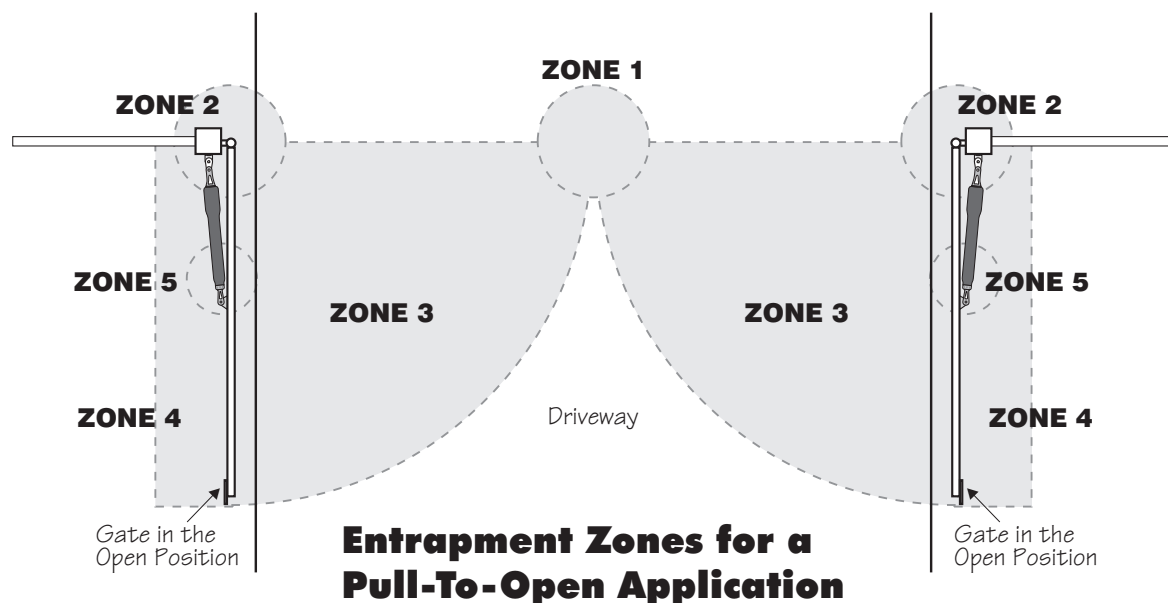 ZONE 1
ZONE 2
ZONE 2
ZONE 5
ZONE 5
ZONE 3
ZONE 3
ZONE 4
Driveway
ZONE 4
Gate in the
Open Position
Entrapment Zones for a
Pull-To-Open Application
Gate in the
Open Position